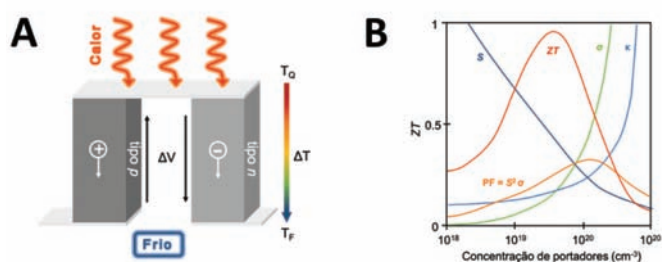 A
Calor
T_Q
tipo p
ΔV
tipo n
ΔT
T_F
Frio
B
1
0.5
0
ZT
S
ZT
σ
κ
PF = S² σ
10¹⁸
10¹⁹
10²⁰
10²⁰
Concentração de portadores (cm⁻³)